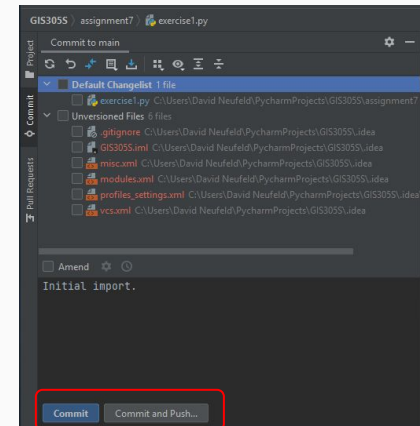 GIS305S assignment7 exercise1.py
Project
Commit
Pull Requests
Commit to main
Default Changelist 1 file
exercise1.py C:\Users\David Neufeld\PycharmProjects\GIS305S\assignment7
Unversioned Files 6 files
.gitignore C:\Users\David Neufeld\PycharmProjects\GIS305S\.idea
GIS305S.iml C:\Users\David Neufeld\PycharmProjects\GIS305S\.idea
misc.xml C:\Users\David Neufeld\PycharmProjects\GIS305S\.idea
modules.xml C:\Users\David Neufeld\PycharmProjects\GIS305S\.idea
profiles_settings.xml C:\Users\David Neufeld\PycharmProjects\GIS305S\.idea\
vcs.xml C:\Users\David Neufeld\PycharmProjects\GIS305S\.idea
Amend
Initial import.
Commit Commit and Push...